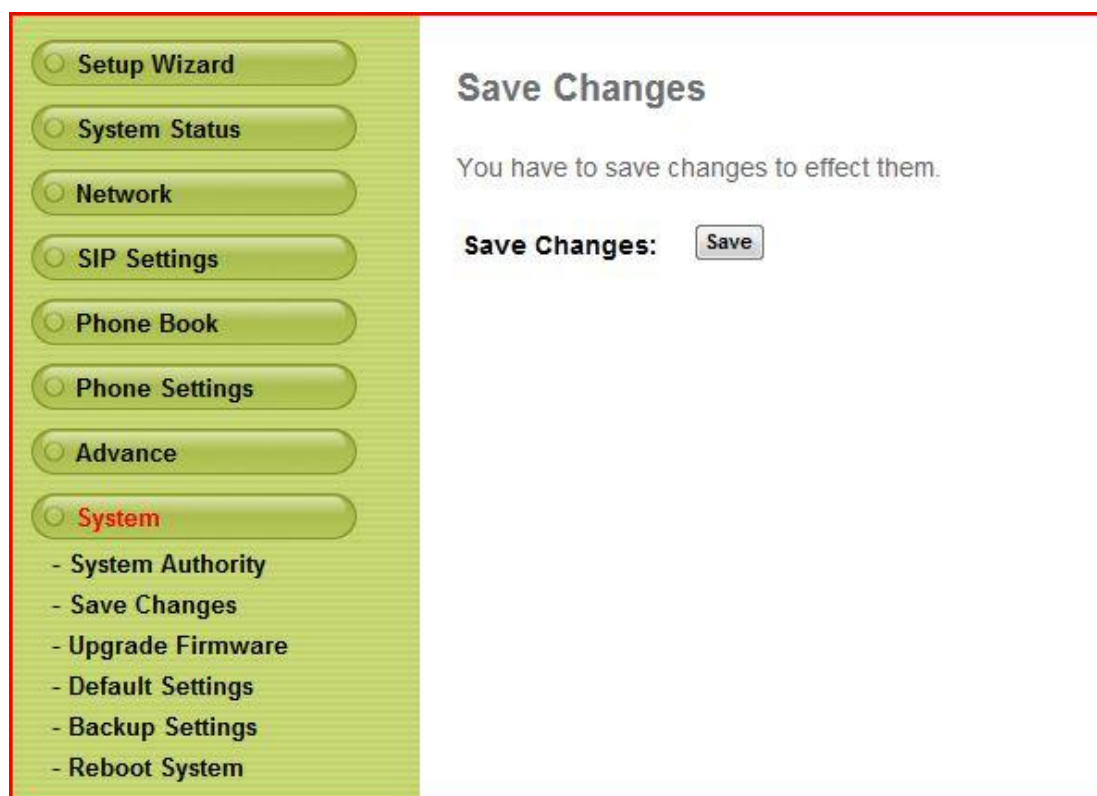 Setup Wizard
System Status
Network
SIP Settings
Phone Book
Phone Settings
Advance
System
- System Authority
- Save Changes
- Upgrade Firmware
- Default Settings
- Backup Settings
- Reboot System
Save Changes
You have to save changes to effect them.
Save Changes: Save